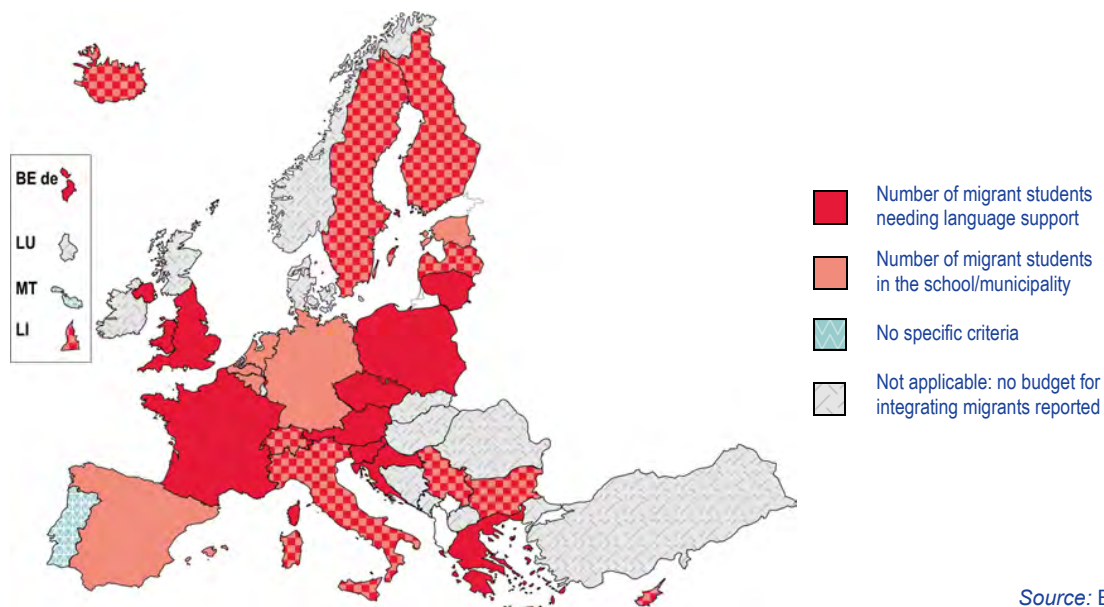 BE de
LU
MT
LI
Number of migrant students
needing language support
Number of migrant students
in the school/municipality
No specific criteria
Not applicable: no budget for
integrating migrants reported
Source: E